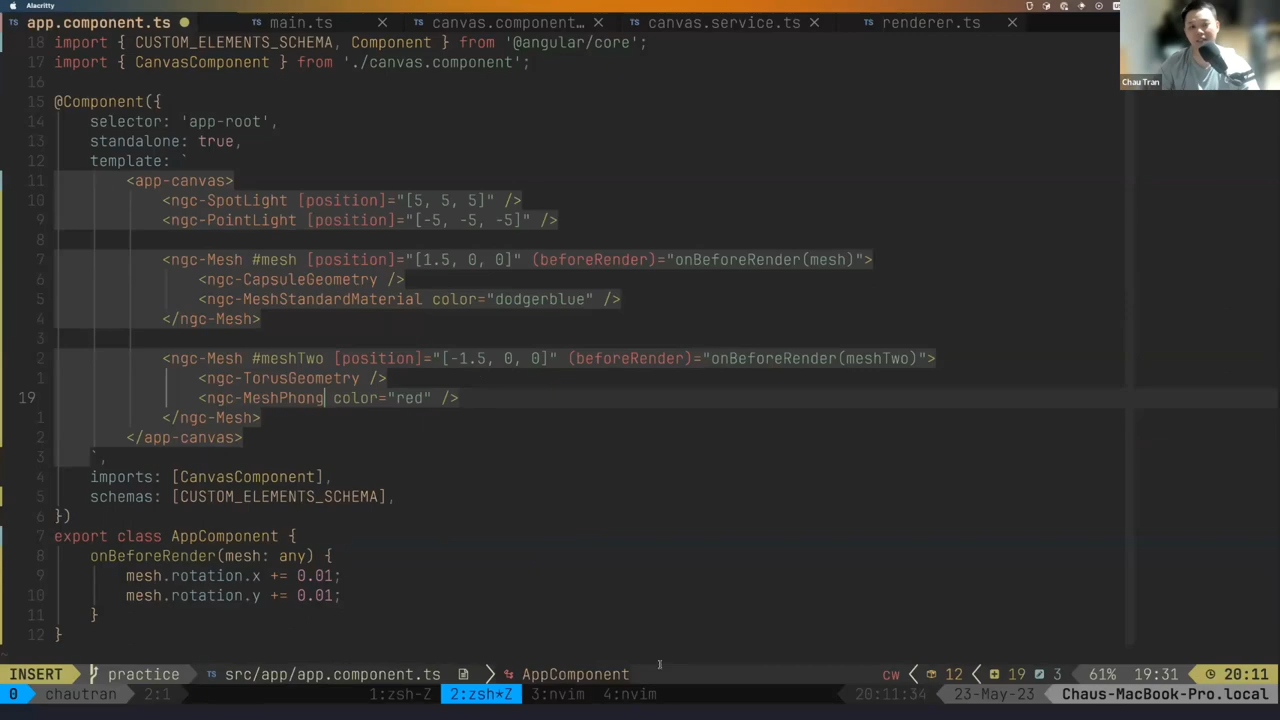 Alacritty
app.component.ts ● TS main.ts × TS canvas.component… × TS canvas.service.ts × TS renderer.ts ×
18 import { CUSTOM_ELEMENTS_SCHEMA, Component } from '@angular/core';
17 import { CanvasComponent } from './canvas.component';
16
15 @Component({
14 selector: 'app-root',
13 standalone: true,
12 template: `
11 <app-canvas>
10 <ngc-SpotLight [position]="[5, 5, 5]" />
9 <ngc-PointLight [position]="[-5, -5, -5]" />
8
7 <ngc-Mesh #mesh [position]="[1.5, 0, 0]" (beforeRender)="onBeforeRender(mesh)">
6 <ngc-CapsuleGeometry />
5 <ngc-MeshStandardMaterial color="dodgerblue" />
4 </ngc-Mesh>
3
2 <ngc-Mesh #meshTwo [position]="[-1.5, 0, 0]" (beforeRender)="onBeforeRender(meshTwo)">
1 <ngc-TorusGeometry />
19 <ngc-MeshPhong color="red" />
1 </ngc-Mesh>
2 </app-canvas>
3 `,
4 imports: [CanvasComponent],
5 schemas: [CUSTOM_ELEMENTS_SCHEMA],
6 })
7 export class AppComponent {
8 onBeforeRender(mesh: any) {
9 mesh.rotation.x += 0.01;
10 mesh.rotation.y += 0.01;
11 }
12 }
~
Chau Tran
INSERT practice TS src/app/app.component.ts AppComponent cw 12 19 3 61% 19:31 20:11
0 chautran 2:1 1:zsh-Z 2:zsh*Z 3:nvim 4:nvim 20:11:34 23-May-23 Chaus-MacBook-Pro.local